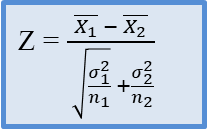 Z = (X̅₁ − X̅₂) / √(σ₁²/n₁ + σ₂²/n₂)